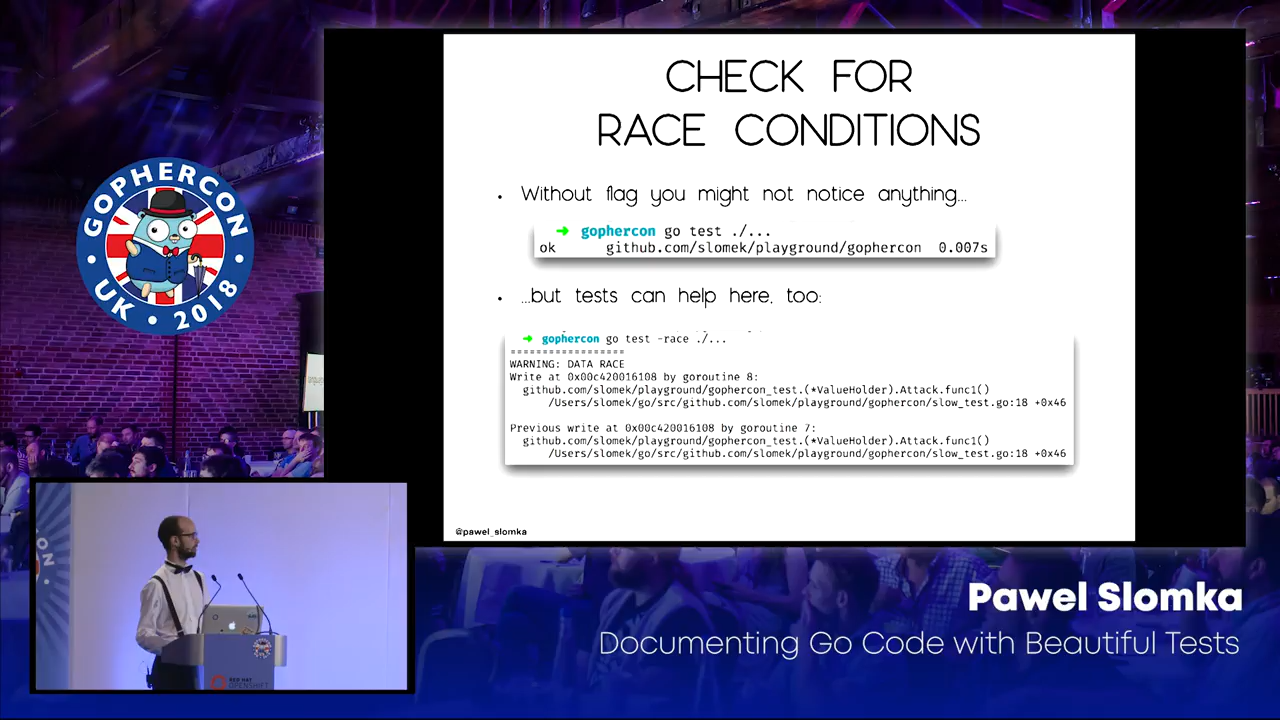 CHECK FOR
RACE CONDITIONS
• Without flag you might not notice anything...
➜ gophercon go test ./...
ok github.com/slomek/playground/gophercon 0.007s
• ...but tests can help here, too:
➜ gophercon go test -race ./...
==================
WARNING: DATA RACE
Write at 0x00c420016108 by goroutine 8:
github.com/slomek/playground/gophercon_test.(*ValueHolder).Attack.func1()
/Users/slomek/go/src/github.com/slomek/playground/gophercon/slow_test.go:18 +0x46
Previous write at 0x00c420016108 by goroutine 7:
github.com/slomek/playground/gophercon_test.(*ValueHolder).Attack.func1()
/Users/slomek/go/src/github.com/slomek/playground/gophercon/slow_test.go:18 +0x46
@pawel_slomka
GOPHERCON
UK • 2018
RED HAT
OPENSHIFT
Pawel Slomka
Documenting Go Code with Beautiful Tests